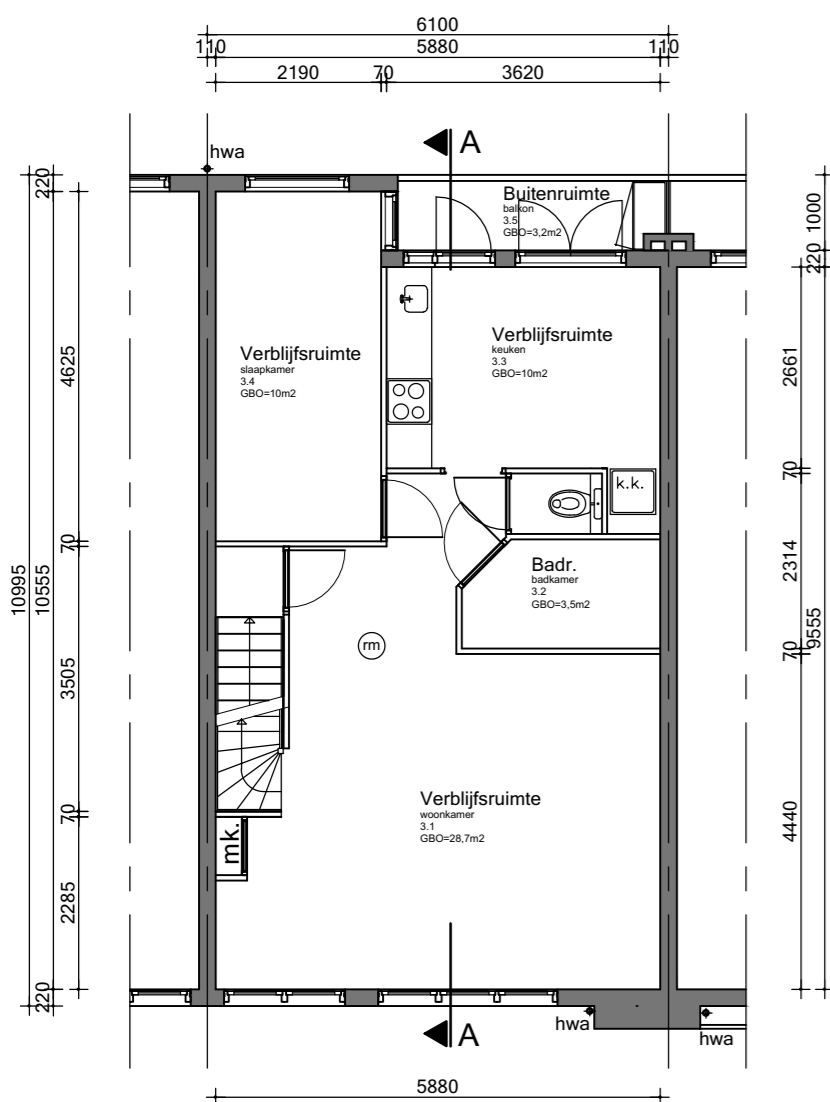 6100
110 5880 110
2190 70 3620
A
hwa
220
Buitenruimte
balkon
3.5
GBO=3,2m2
1000
220
Verblijfsruimte
slaapkamer
3.4
GBO=10m2
Verblijfsruimte
keuken
3.3
GBO=10m2
4625
2661
k.k.
70
70
Badr.
badkamer
3.2
GBO=3,5m2
2314
10995
10555
9555
rm
70
3505
Verblijfsruimte
woonkamer
3.1
GBO=28,7m2
70
mk.
4440
2285
220
hwa
A
hwa
5880